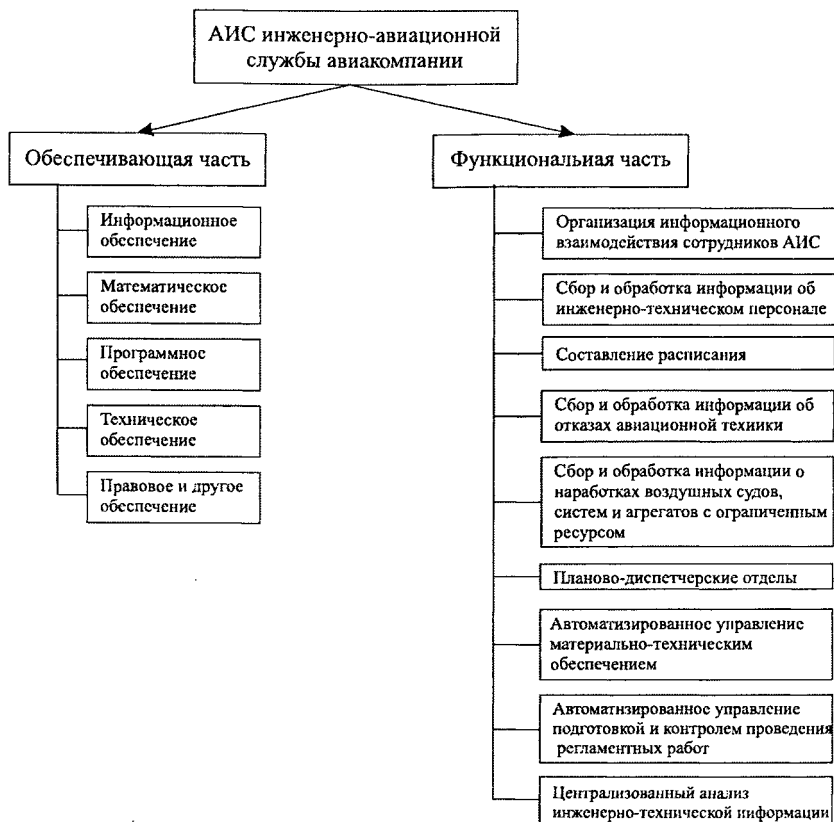 АИС инженерно-авиационной
службы авиакомпании
Обеспечивающая часть
Информационное
обеспечение
Математическое
обеспечение
Программное
обеспечение
Техническое
обеспечение
Правовое и другое
обеспечение
Функциональиая часть
Организация информационного
взаимодействия сотрудников АИС
Сбор и обработка информации об
инженерно-техническом персонале
Составление расписания
Сбор и обработка информации об
отказах авиационной техиики
Сбор и обработка информации о
наработках воздушных судов,
систем и агрегатов с ограниченным
ресурсом
Планово-диспетчерские отделы
Автоматизированное управление
материально-техническим
обеспечением
Автоматизированное управление
подготовкой и контролем проведения
регламентных работ
Централизованный анализ
инженерно-технической информации